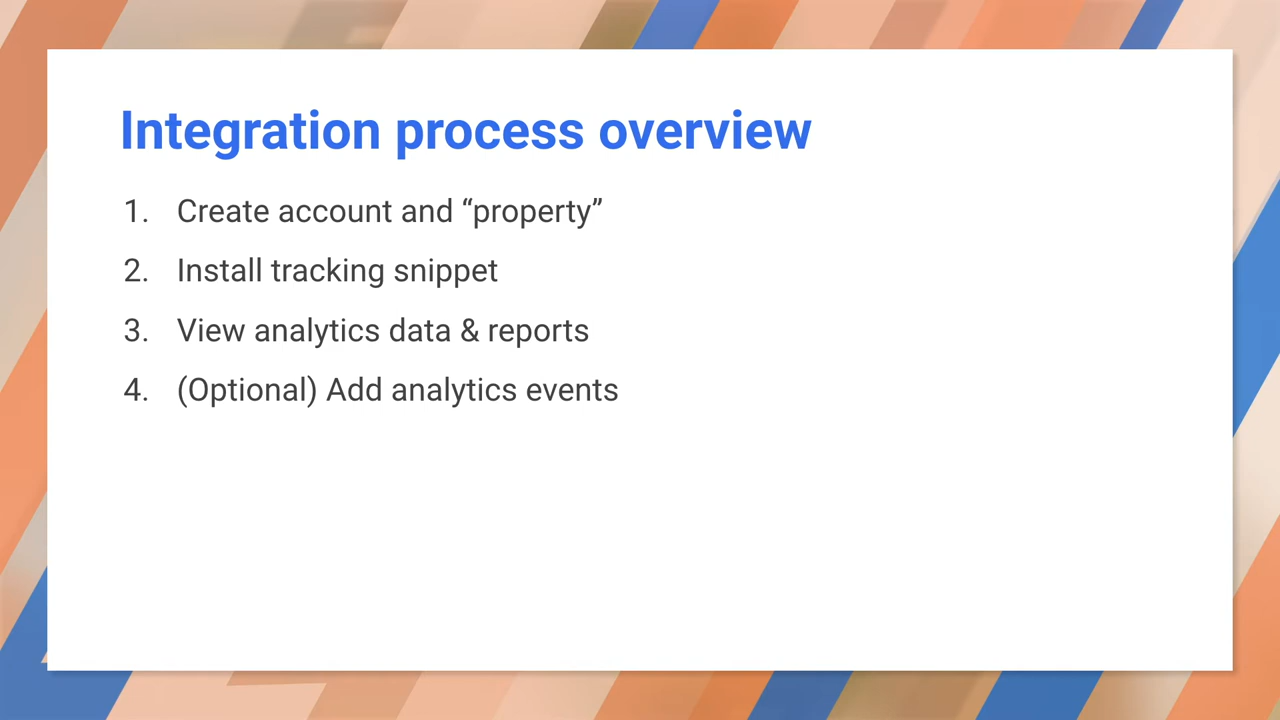 Integration process overview
1. Create account and “property”
2. Install tracking snippet
3. View analytics data & reports
4. (Optional) Add analytics events